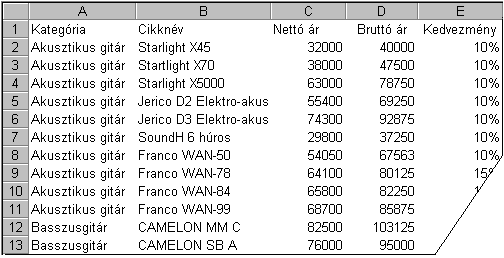 A B C D E
1 Kategória Cikknév Nettó ár Bruttó ár Kedvezmény
2 Akusztikus gitár Starlight X45 32000 40000 10%
3 Akusztikus gitár Startlight X70 38000 47500 10%
4 Akusztikus gitár Starlight X5000 63000 78750 10%
5 Akusztikus gitár Jerico D2 Elektro-akus 55400 69250 10%
6 Akusztikus gitár Jerico D3 Elektro-akus 74300 92875 10%
7 Akusztikus gitár SoundH 6 húros 29800 37250 10%
8 Akusztikus gitár Franco WAN-50 54050 67563 10%
9 Akusztikus gitár Franco WAN-78 64100 80125 15%
10 Akusztikus gitár Franco WAN-84 65800 82250
11 Akusztikus gitár Franco WAN-99 68700 85875
12 Basszusgitár CAMELON MM C 82500 103125
13 Basszusgitár CAMELON SB A 76000 95000